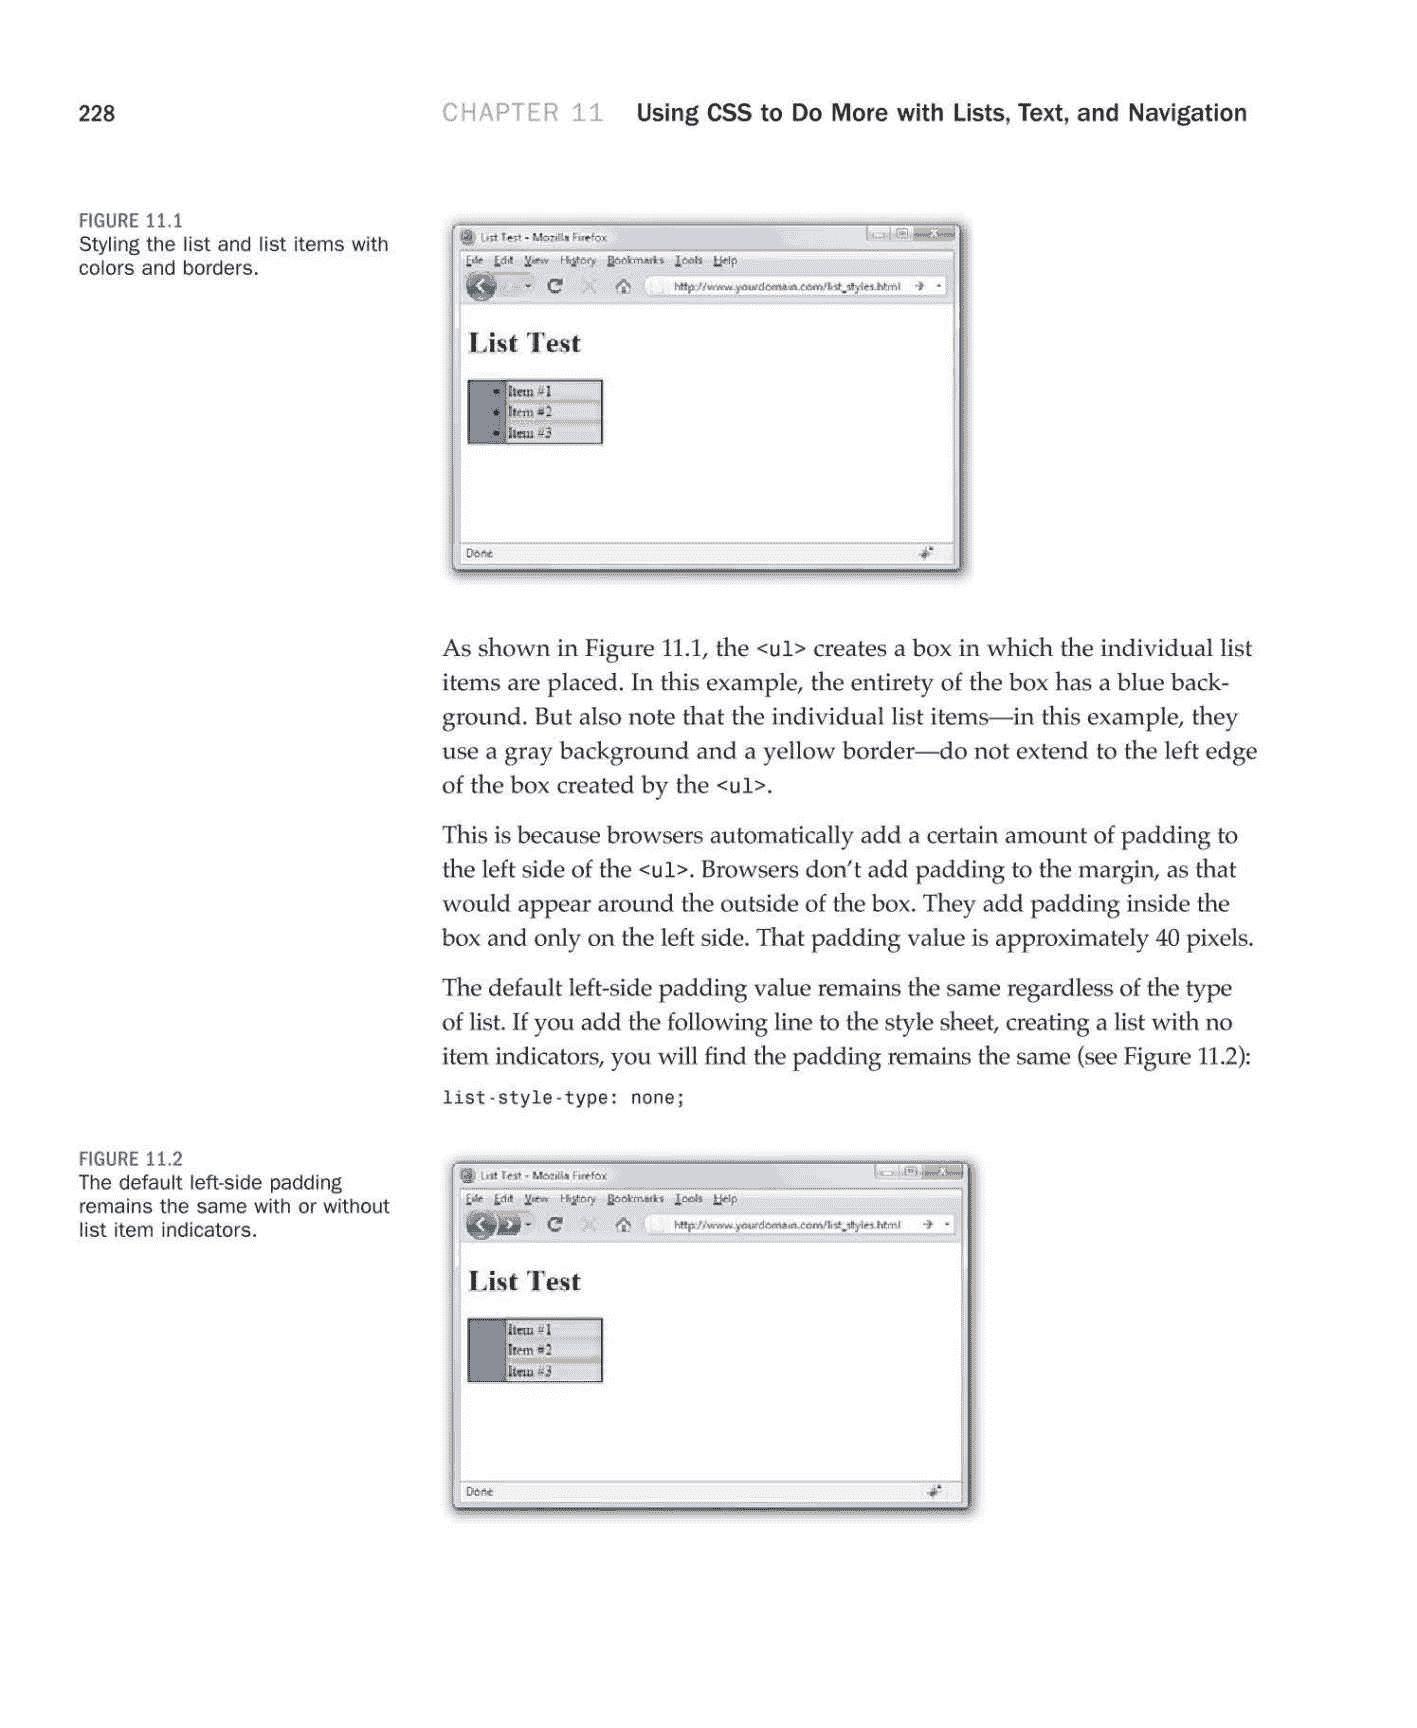 228
CHAPTER 11 Using CSS to Do More with Lists, Text, and Navigation
FIGURE 11.1
Styling the list and list items with
colors and borders.
List Test - Mozilla Firefox
File Edit View History Bookmarks Tools Help
http://www.yourdomain.com/list_styles.html
List Test
• Item #1
• Item #2
• Item #3
Done
As shown in Figure 11.1, the <ul> creates a box in which the individual list
items are placed. In this example, the entirety of the box has a blue back-
ground. But also note that the individual list items—in this example, they
use a gray background and a yellow border—do not extend to the left edge
of the box created by the <ul>.
This is because browsers automatically add a certain amount of padding to
the left side of the <ul>. Browsers don't add padding to the margin, as that
would appear around the outside of the box. They add padding inside the
box and only on the left side. That padding value is approximately 40 pixels.
The default left-side padding value remains the same regardless of the type
of list. If you add the following line to the style sheet, creating a list with no
item indicators, you will find the padding remains the same (see Figure 11.2):
list-style-type: none;
FIGURE 11.2
The default left-side padding
remains the same with or without
list item indicators.
List Test - Mozilla Firefox
File Edit View History Bookmarks Tools Help
http://www.yourdomain.com/list_styles.html
List Test
Item #1
Item #2
Item #3
Done